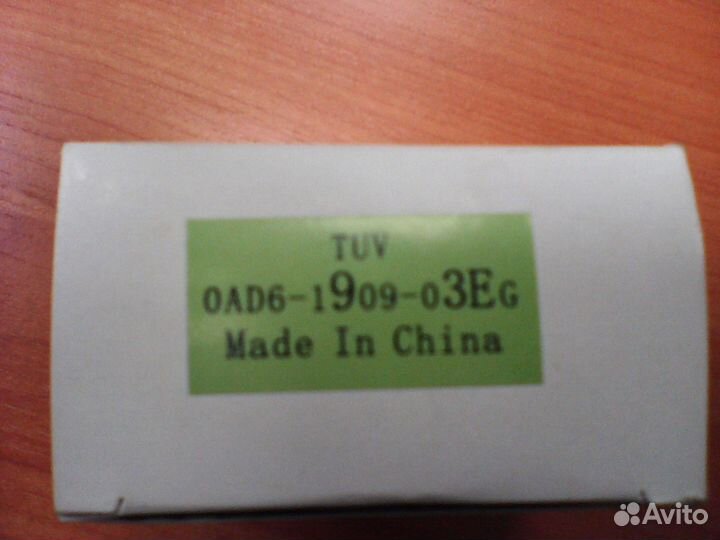 TUV
0AD6-1909-03EG
Made In China
Avito